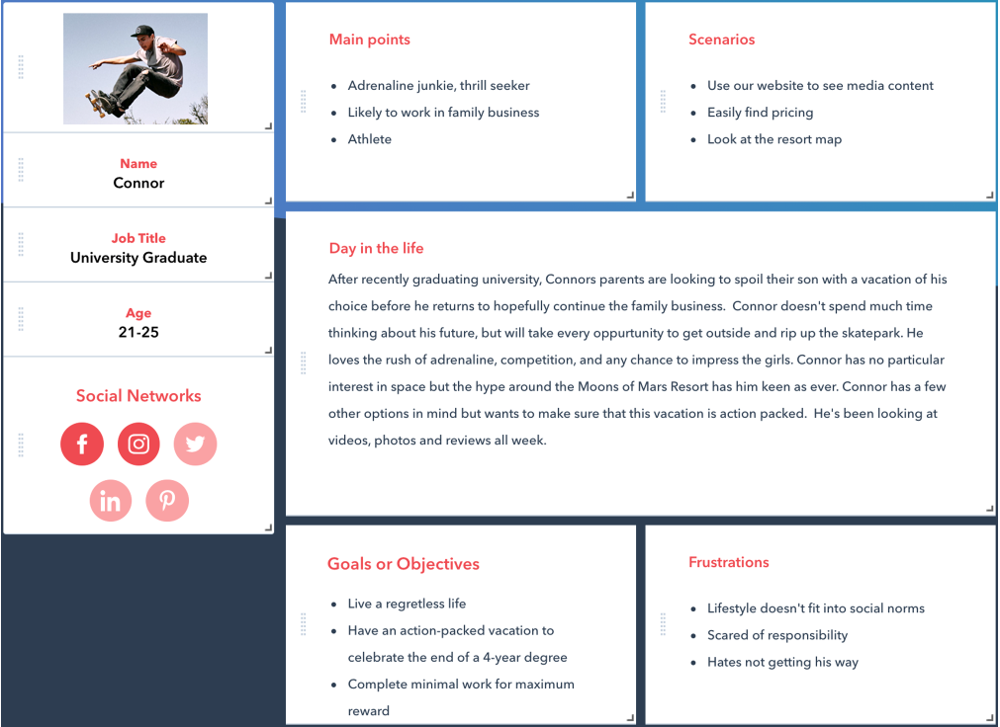 Name
Connor
Job Title
University Graduate
Age
21-25
Social Networks
Main points
Adrenaline junkie, thrill seeker
Likely to work in family business
Athlete
Scenarios
Use our website to see media content
Easily find pricing
Look at the resort map
Day in the life
After recently graduating university, Connors parents are looking to spoil their son with a vacation of his
choice before he returns to hopefully continue the family business.  Connor doesn't spend much time
thinking about his future, but will take every oppurtunity to get outside and rip up the skatepark. He
loves the rush of adrenaline, competition, and any chance to impress the girls. Connor has no particular
interest in space but the hype around the Moons of Mars Resort has him keen as ever. Connor has a few
other options in mind but wants to make sure that this vacation is action packed.  He's been looking at
videos, photos and reviews all week.
Goals or Objectives
Live a regretless life
Have an action-packed vacation to
celebrate the end of a 4-year degree
Complete minimal work for maximum
reward
Frustrations
Lifestyle doesn't fit into social norms
Scared of responsibility
Hates not getting his way